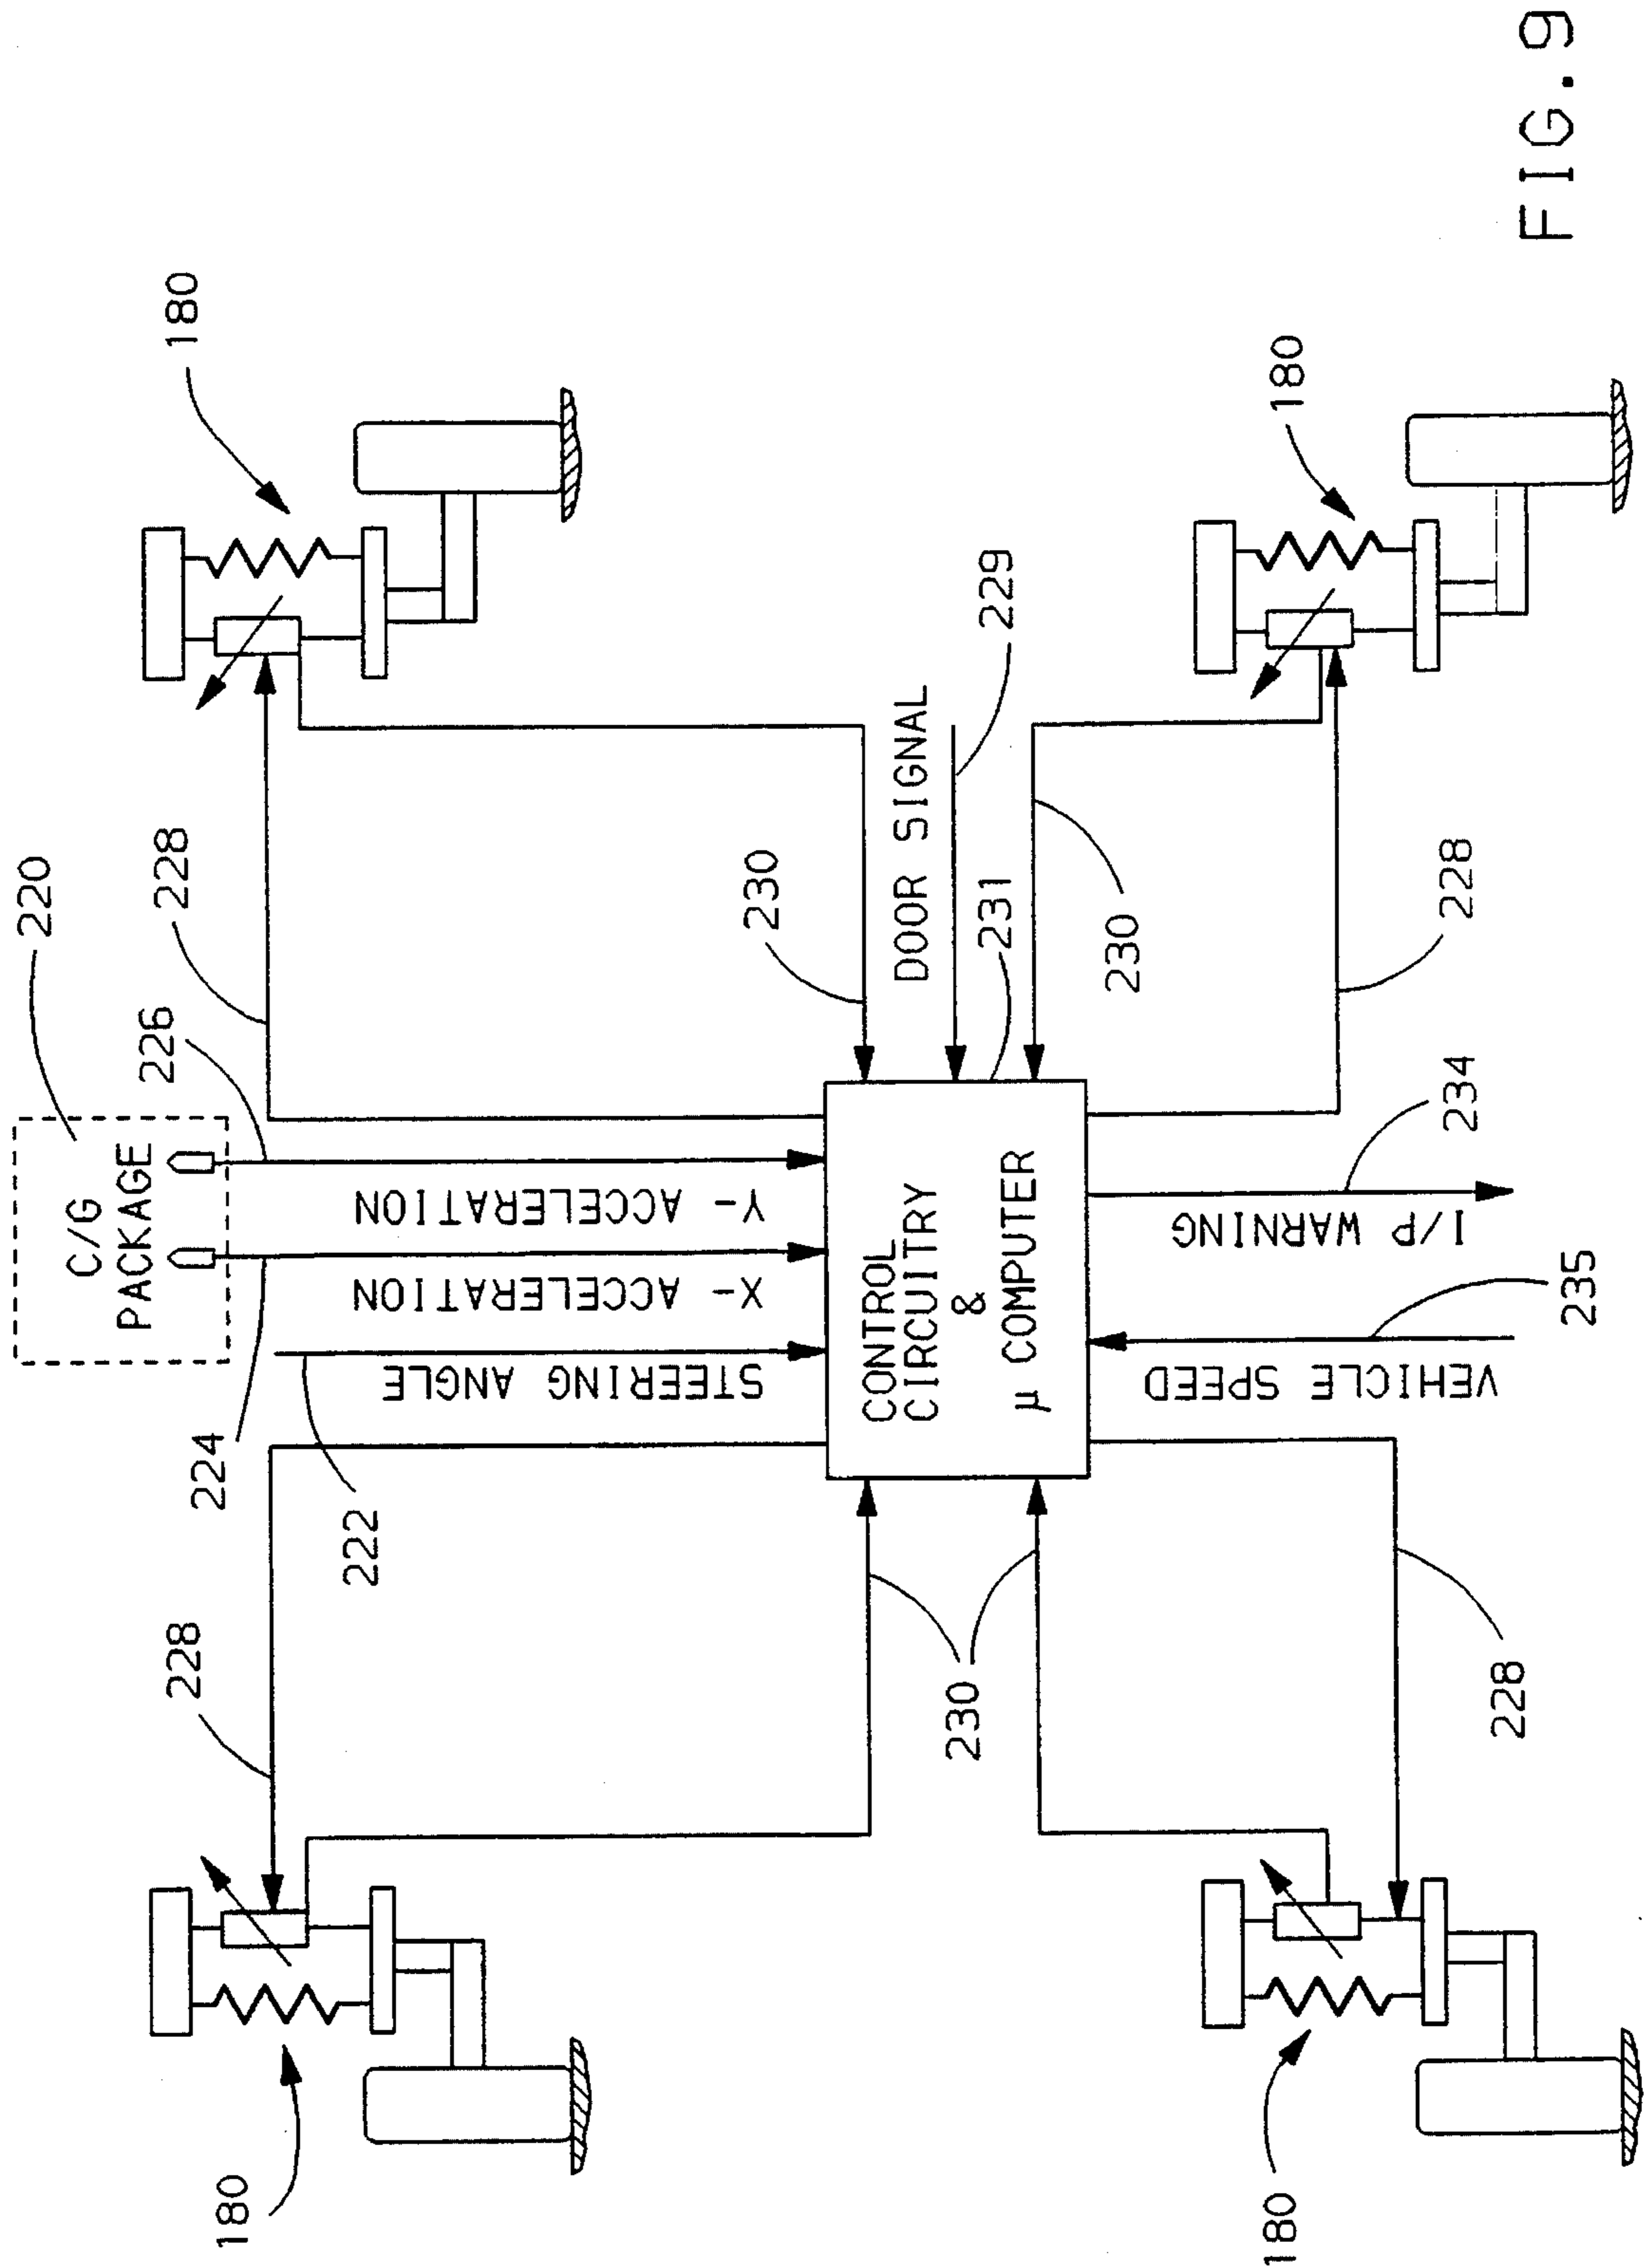 220
C/G
PACKAGE
180
228
224
226
228
180
222
STEERING ANGLE
X- ACCELERATION
Y- ACCELERATION
230
DOOR SIGNAL
229
231
CONTROL
CIRCUITRY
&
μ COMPUTER
230
230
VEHICLE SPEED
I/P WARNING
180
228
235
234
228
180
FIG.9